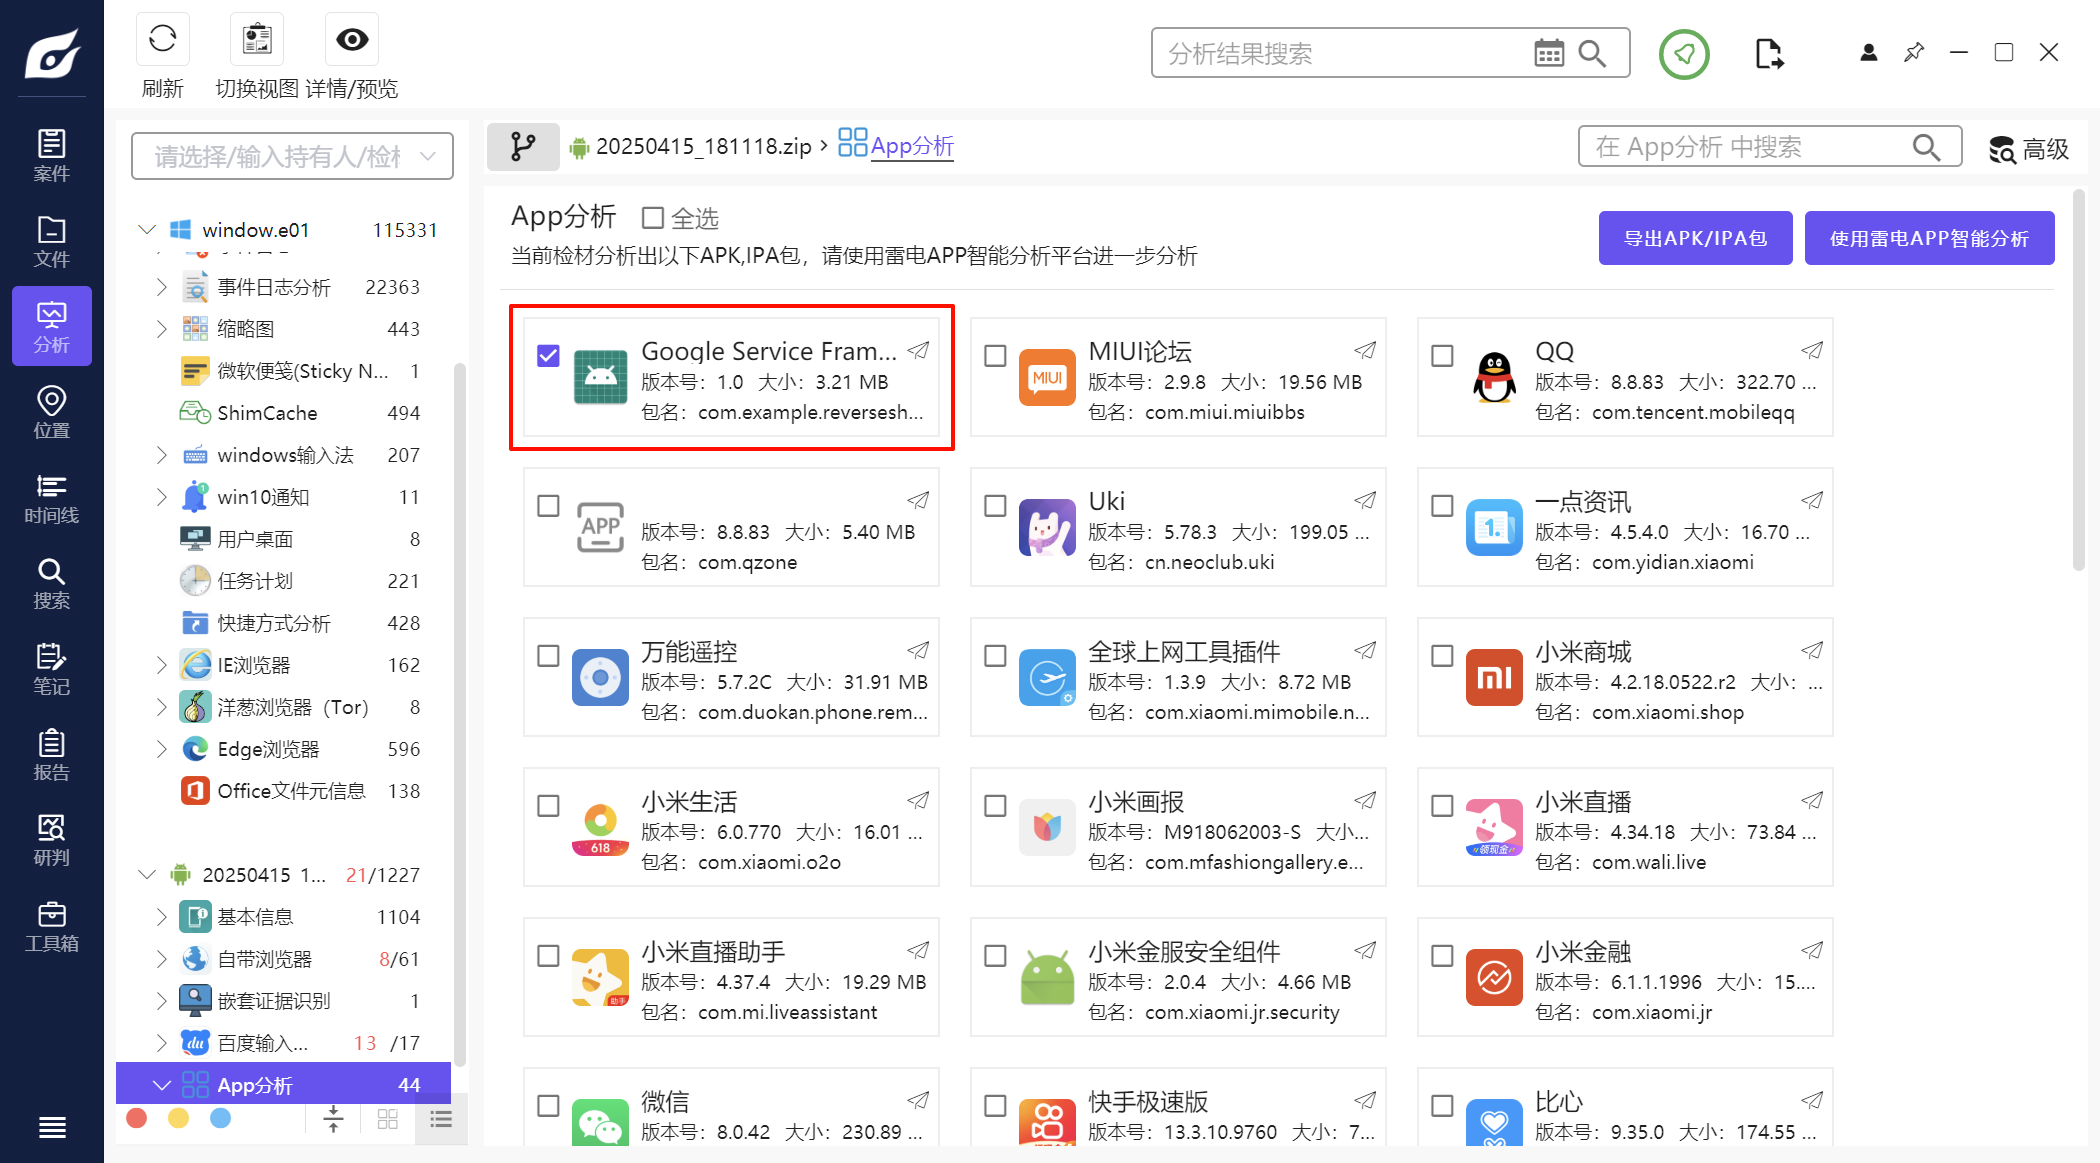 刷新
切换视图
详情/预览
分析结果搜索
案件
文件
分析
位置
时间线
搜索
笔记
报告
研判
工具箱
请选择/输入持有人/检材
window.e01 115331
事件日志分析 22363
缩略图 443
微软便笺(Sticky N... 1
ShimCache 494
windows输入法 207
win10通知 11
用户桌面 8
任务计划 221
快捷方式分析 428
IE浏览器 162
洋葱浏览器（Tor） 8
Edge浏览器 596
Office文件元信息 138
20250415 1... 21/1227
基本信息 1104
自带浏览器 8/61
嵌套证据识别 1
百度输入... 13 /17
App分析 44
20250415_181118.zip › App分析
在 App分析 中搜索
高级
App分析 全选
当前检材分析出以下APK,IPA包，请使用雷电APP智能分析平台进一步分析
导出APK/IPA包
使用雷电APP智能分析
Google Service Fram...
版本号：1.0 大小：3.21 MB
包名：com.example.reversesh...
MIUI
MIUI论坛
版本号：2.9.8 大小：19.56 MB
包名：com.miui.miuibbs
QQ
版本号：8.8.83 大小：322.70 ...
包名：com.tencent.mobileqq
APP
版本号：8.8.83 大小：5.40 MB
包名：com.qzone
Uki
版本号：5.78.3 大小：199.05 ...
包名：cn.neoclub.uki
一点资讯
版本号：4.5.4.0 大小：16.70 ...
包名：com.yidian.xiaomi
万能遥控
版本号：5.7.2C 大小：31.91 MB
包名：com.duokan.phone.rem...
全球上网工具插件
版本号：1.3.9 大小：8.72 MB
包名：com.xiaomi.mimobile.n...
小米商城
版本号：4.2.18.0522.r2 大小：...
包名：com.xiaomi.shop
618
小米生活
版本号：6.0.770 大小：16.01 ...
包名：com.xiaomi.o2o
小米画报
版本号：M918062003-S 大小...
包名：com.mfashiongallery.e...
领现金
小米直播
版本号：4.34.18 大小：73.84 ...
包名：com.wali.live
助手
小米直播助手
版本号：4.37.4 大小：19.29 MB
包名：com.mi.liveassistant
小米金服安全组件
版本号：2.0.4 大小：4.66 MB
包名：com.xiaomi.jr.security
小米金融
版本号：6.1.1.1996 大小：15....
包名：com.xiaomi.jr
微信
版本号：8.0.42 大小：230.89 ...
快手极速版
版本号：13.3.10.9760 大小：7...
比心
版本号：9.35.0 大小：174.55 ...